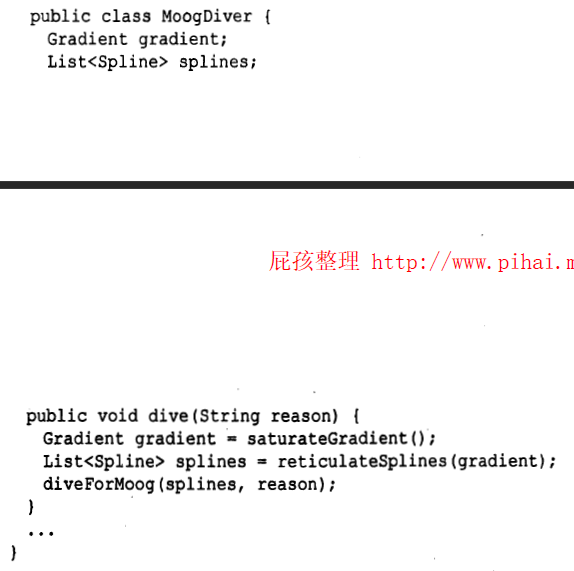 public class MoogDiver {
  Gradient gradient;
  List<Spline> splines;
屁孩整理 http://www.pihai.m
  public void dive(String reason) {
    Gradient gradient = saturateGradient();
    List<Spline> splines = reticulateSplines(gradient);
    diveForMoog(splines, reason);
  }
  ...
}